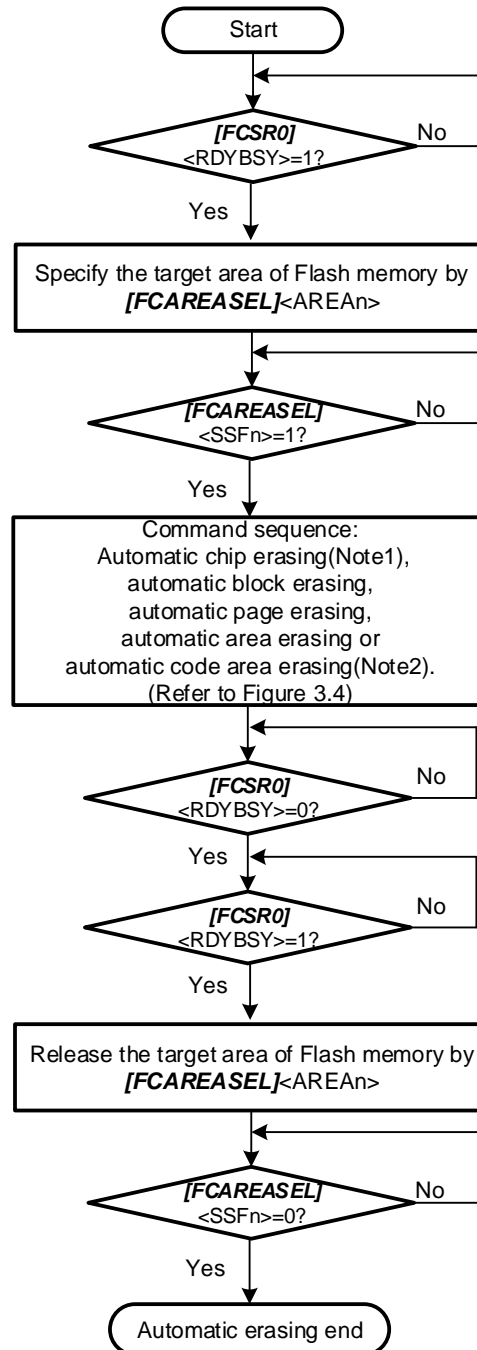 Start
[FCSR0]
<RDYBSY>=1?
No
Yes
Specify the target area of Flash memory by
[FCAREASEL]<AREAn>
[FCAREASEL]
<SSFn>=1?
No
Yes
Command sequence:
Automatic chip erasing(Note1),
automatic block erasing,
automatic page erasing,
automatic area erasing or
automatic code area erasing(Note2).
(Refer to Figure 3.4)
[FCSR0]
<RDYBSY>=0?
No
Yes
[FCSR0]
<RDYBSY>=1?
No
Yes
Release the target area of Flash memory by
[FCAREASEL]<AREAn>
[FCAREASEL]
<SSFn>=0?
No
Yes
Automatic erasing end